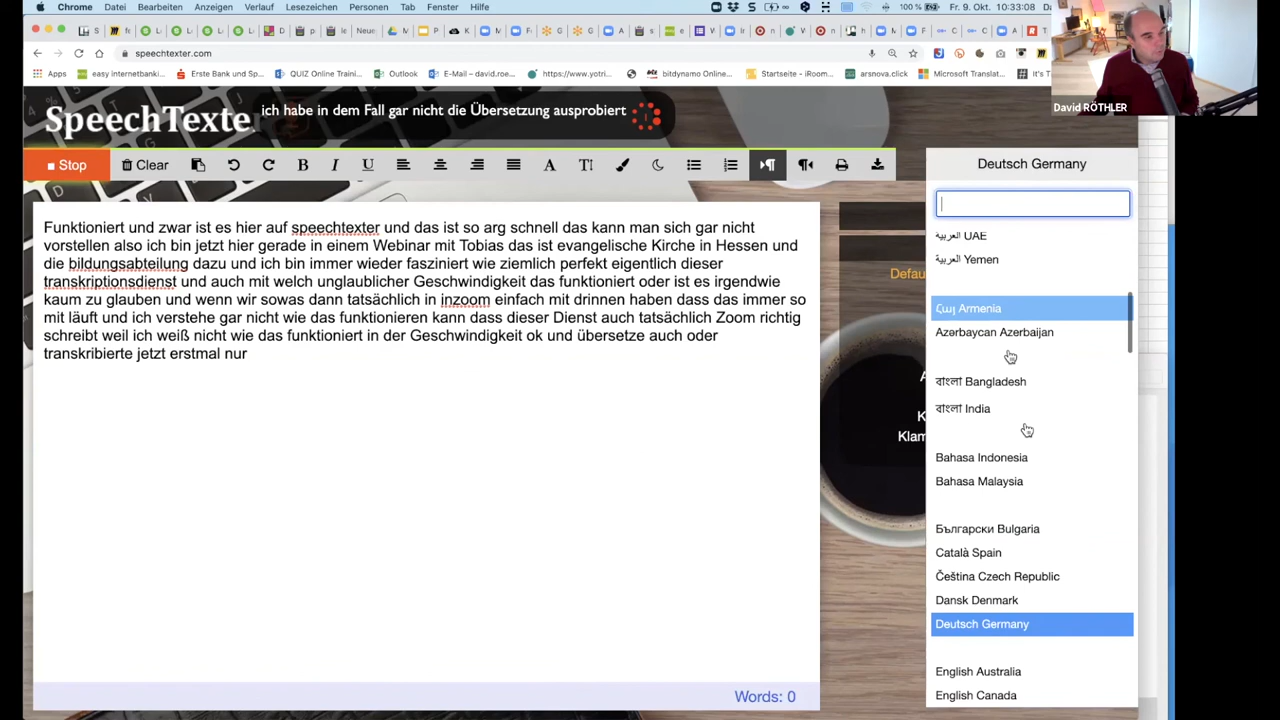 Chrome Datei Bearbeiten Anzeigen Verlauf Lesezeichen Personen Tab Fenster Hilfe 100 % Fr. 9. Okt. 10:33:08
speechtexter.com
Apps easy internetbanki... Erste Bank und Sp... QUIZ Online Traini... Outlook E-Mail – david.roe... https://www.yotri... bitdynamo Online... Startseite - iRoom... arsnova.click Microsoft Translat... It's T
David RÖTHLER
SpeechTexte
ich habe in dem Fall gar nicht die Übersetzung ausprobiert
Stop Clear
Funktioniert und zwar ist es hier auf speechtexter und das ist so arg schnell das kann man sich gar nicht
vorstellen also ich bin jetzt hier gerade in einem Webinar mit Tobias das ist evangelische Kirche in Hessen und
die bildungsabteilung dazu und ich bin immer wieder fasziniert wie ziemlich perfekt eigentlich dieser
transkriptionsdienst und auch mit welch unglaublicher Geschwindigkeit das funktioniert oder ist es irgendwie
kaum zu glauben und wenn wir sowas dann tatsächlich in inzoom einfach mit drinnen haben dass das immer so
mit läuft und ich verstehe gar nicht wie das funktionieren kann dass dieser Dienst auch tatsächlich Zoom richtig
schreibt weil ich weiß nicht wie das funktioniert in der Geschwindigkeit ok und übersetze auch oder
transkribierte jetzt erstmal nur
Words: 0
Defau
K
Klam
Deutsch Germany
العربية UAE
العربية Yemen
Հայ Armenia
Azərbaycan Azerbaijan
বাংলা Bangladesh
বাংলা India
Bahasa Indonesia
Bahasa Malaysia
Български Bulgaria
Català Spain
Čeština Czech Republic
Dansk Denmark
Deutsch Germany
English Australia
English Canada